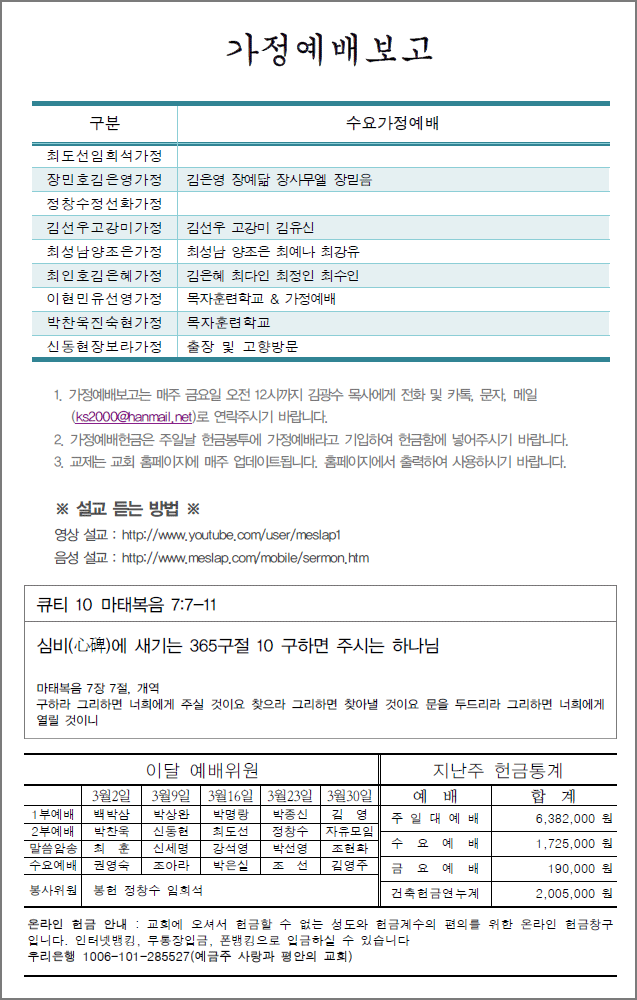 가정예배보고
구분 수요가정예배
최도선임희석가정
장민호김은영가정 김은영 장예닮 장사무엘 장믿음
정창수정선화가정
김선우고강미가정 김선우 고강미 김유신
최성남양조은가정 최성남 양조은 최예나 최강유
최인호김은혜가정 김은혜 최다인 최정인 최수인
이현민유선영가정 목자훈련학교 & 가정예배
박찬욱진숙현가정 목자훈련학교
신동현장보라가정 출장 및 고향방문
1. 가정예배보고는 매주 금요일 오전 12시까지 김광수 목사에게 전화 및 카톡, 문자, 메일
(ks2000@hanmail.net)로 연락주시기 바랍니다.
2. 가정예배헌금은 주일날 헌금봉투에 가정예배라고 기입하여 헌금함에 넣어주시기 바랍니다.
3. 교제는 교회 홈페이지에 매주 업데이트됩니다. 홈페이지에서 출력하여 사용하시기 바랍니다.
※ 설교 듣는 방법 ※
영상 설교 : http://www.youtube.com/user/meslap1
음성 설교 : http://www.meslap.com/mobile/sermon.htm
큐티 10 마태복음 7:7-11
심비(心碑)에 새기는 365구절 10 구하면 주시는 하나님
마태복음 7장 7절, 개역
구하라 그리하면 너희에게 주실 것이요 찾으라 그리하면 찾아낼 것이요 문을 두드리라 그리하면 너희에게
열릴 것이니
이달 예배위원
3월2일 3월9일 3월16일 3월23일 3월30일
1부예배 백박삼 박상완 박명랑 박종신 김 영
2부예배 박찬욱 신동현 최도선 정창수 자유모임
말씀암송 최 훈 신세명 강석영 박선영 조헌화
수요예배 권영숙 조아라 박은실 조 선 김영주
봉사위원 봉헌 정창수 임희석
지난주 헌금통계
예 배 합 계
주 일 대 예 배 6,382,000 원
수 요 예 배 1,725,000 원
금 요 예 배 190,000 원
건축헌금연누계 2,005,000 원
온라인 헌금 안내 : 교회에 오셔서 헌금할 수 없는 성도와 헌금계수의 편의를 위한 온라인 헌금창구
입니다. 인터넷뱅킹, 무통장입금, 폰뱅킹으로 입금하실 수 있습니다
우리은행 1006-101-285527(예금주 사랑과 평안의 교회)